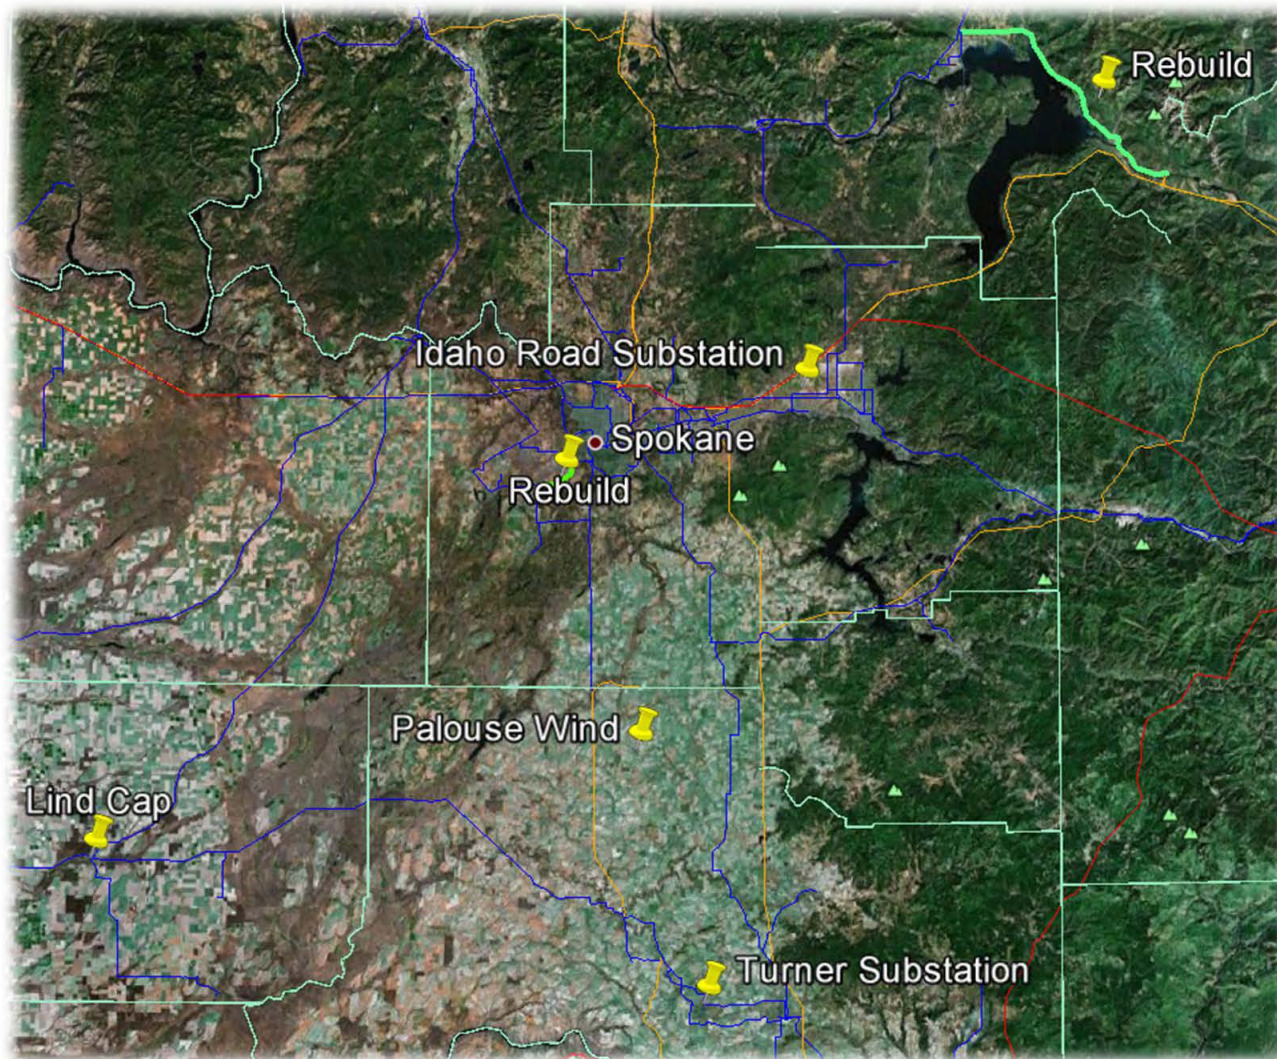 Rebuild
Idaho Road Substation
Spokane
Rebuild
Palouse Wind
Lind Cap
Turner Substation